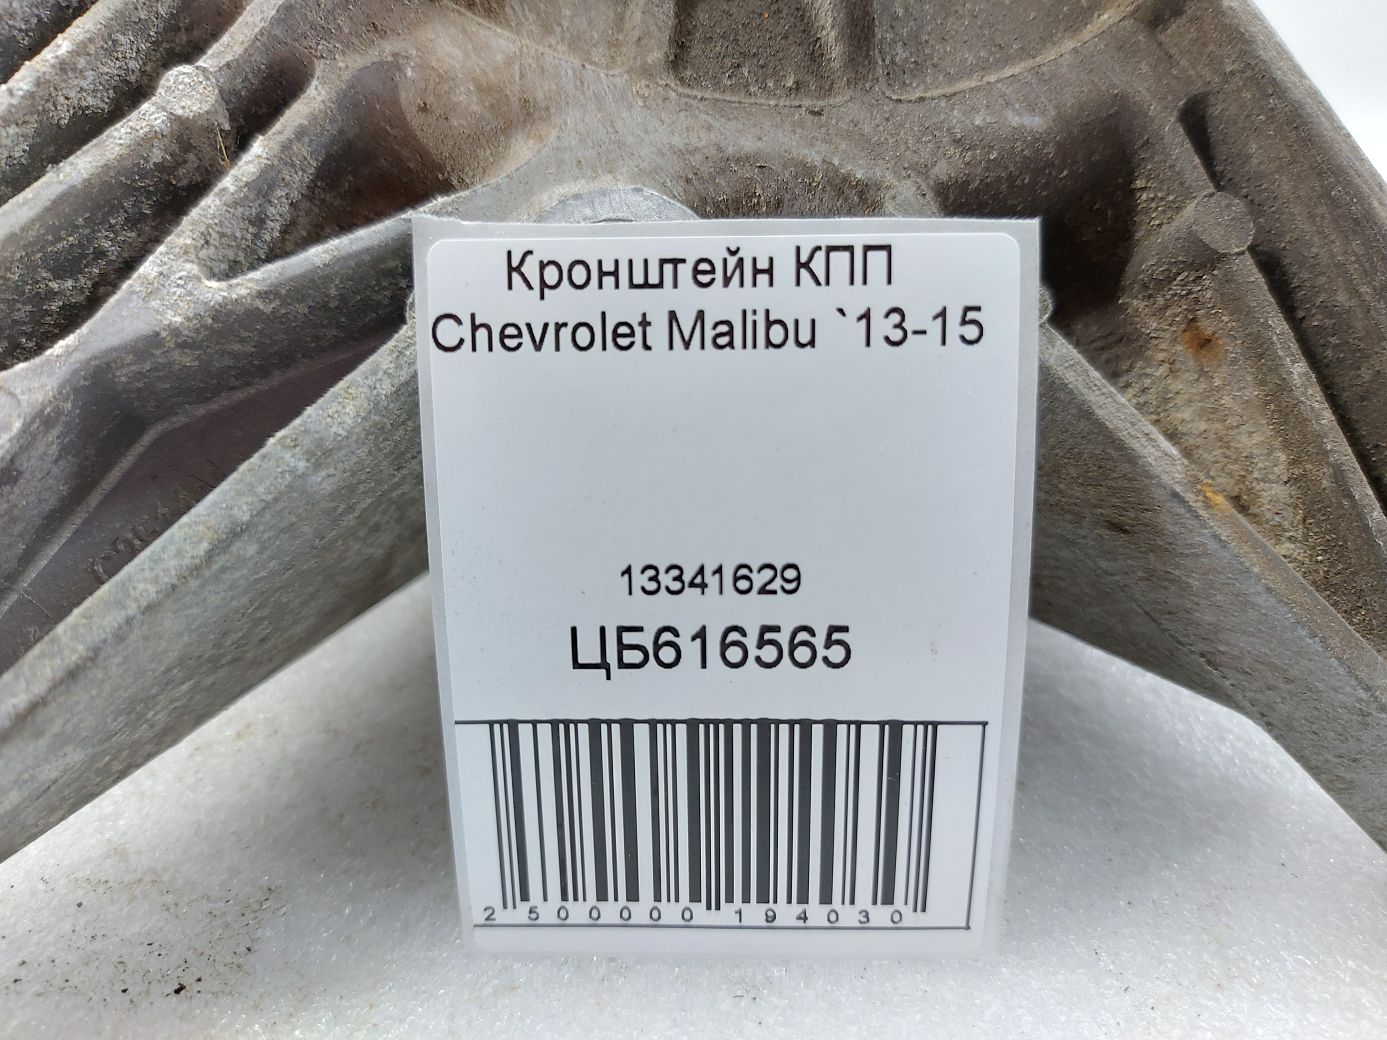 Кронштейн КПП
Chevrolet Malibu `13-15
13341629
ЦБ616565
2 500000 194030